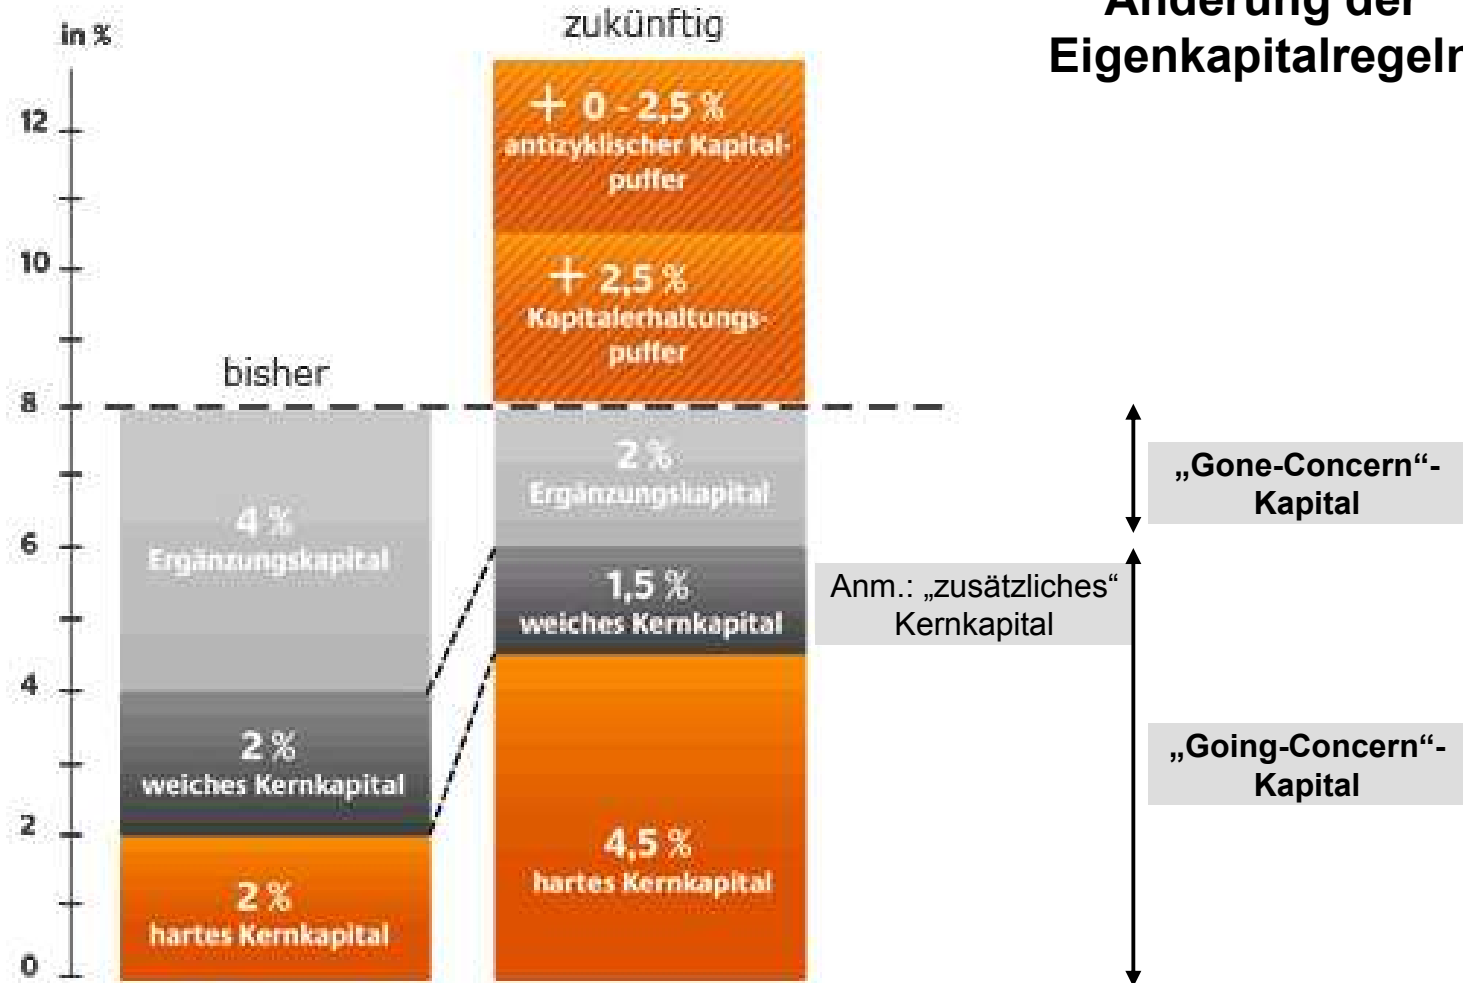 Änderung der
Eigenkapitalregeln
in %
12
10
8
6
4
2
0
bisher
4 %
Ergänzungskapital
2 %
weiches Kernkapital
2 %
hartes Kernkapital
zukünftig
+ 0 - 2,5 %
antizyklischer Kapital-
puffer
+ 2,5 %
Kapitalerhaltungs-
puffer
2 %
Ergänzungskapital
1,5 %
weiches Kernkapital
4,5 %
hartes Kernkapital
Anm.: „zusätzliches“
Kernkapital
„Gone-Concern“-
Kapital
„Going-Concern“-
Kapital